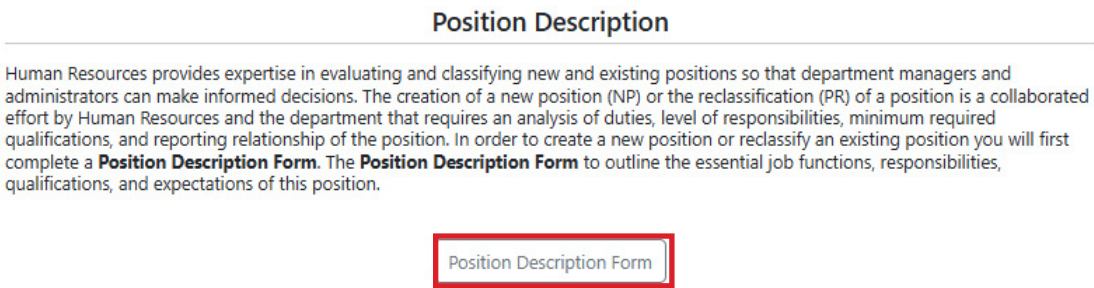 Position Description
Human Resources provides expertise in evaluating and classifying new and existing positions so that department managers and
administrators can make informed decisions. The creation of a new position (NP) or the reclassification (PR) of a position is a collaborated
effort by Human Resources and the department that requires an analysis of duties, level of responsibilities, minimum required
qualifications, and reporting relationship of the position. In order to create a new position or reclassify an existing position you will first
complete a Position Description Form. The Position Description Form to outline the essential job functions, responsibilities,
qualifications, and expectations of this position.
Position Description Form